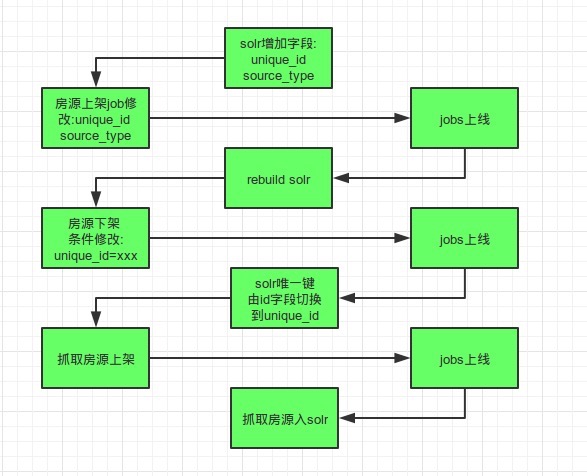 solr增加字段:
unique_id
source_type
房源上架job修
改:unique_id
source_type
jobs上线
rebuild solr
房源下架
条件修改:
unique_id=xxx
jobs上线
solr唯一键
由id字段切换
到unique_id
抓取房源上架
jobs上线
抓取房源入solr